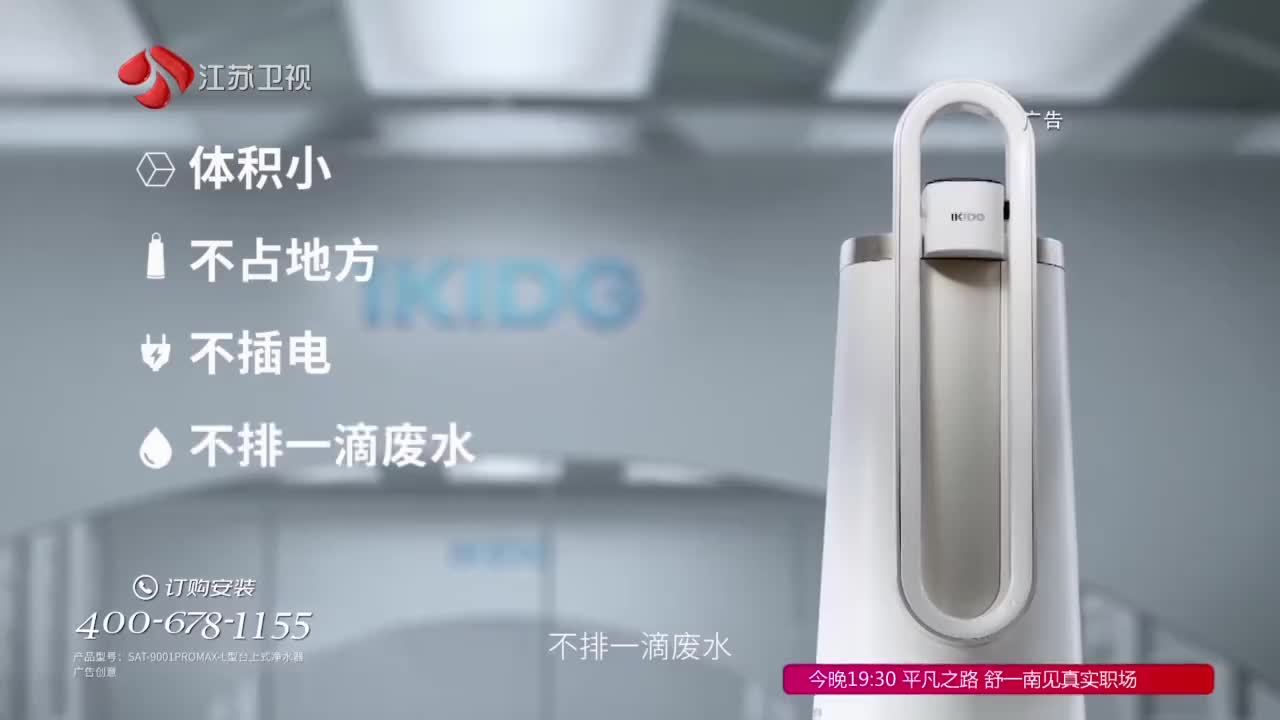 江苏卫视
广告
体积小
不占地方
不插电
不排一滴废水
IKIDG
IKIDG
IKIDG
订购安装
400-678-1155
产品型号：SAT-9001PROMAX-L型台上式净水器
广告创意
不排一滴废水
今晚19:30 平凡之路 舒一南见真实职场